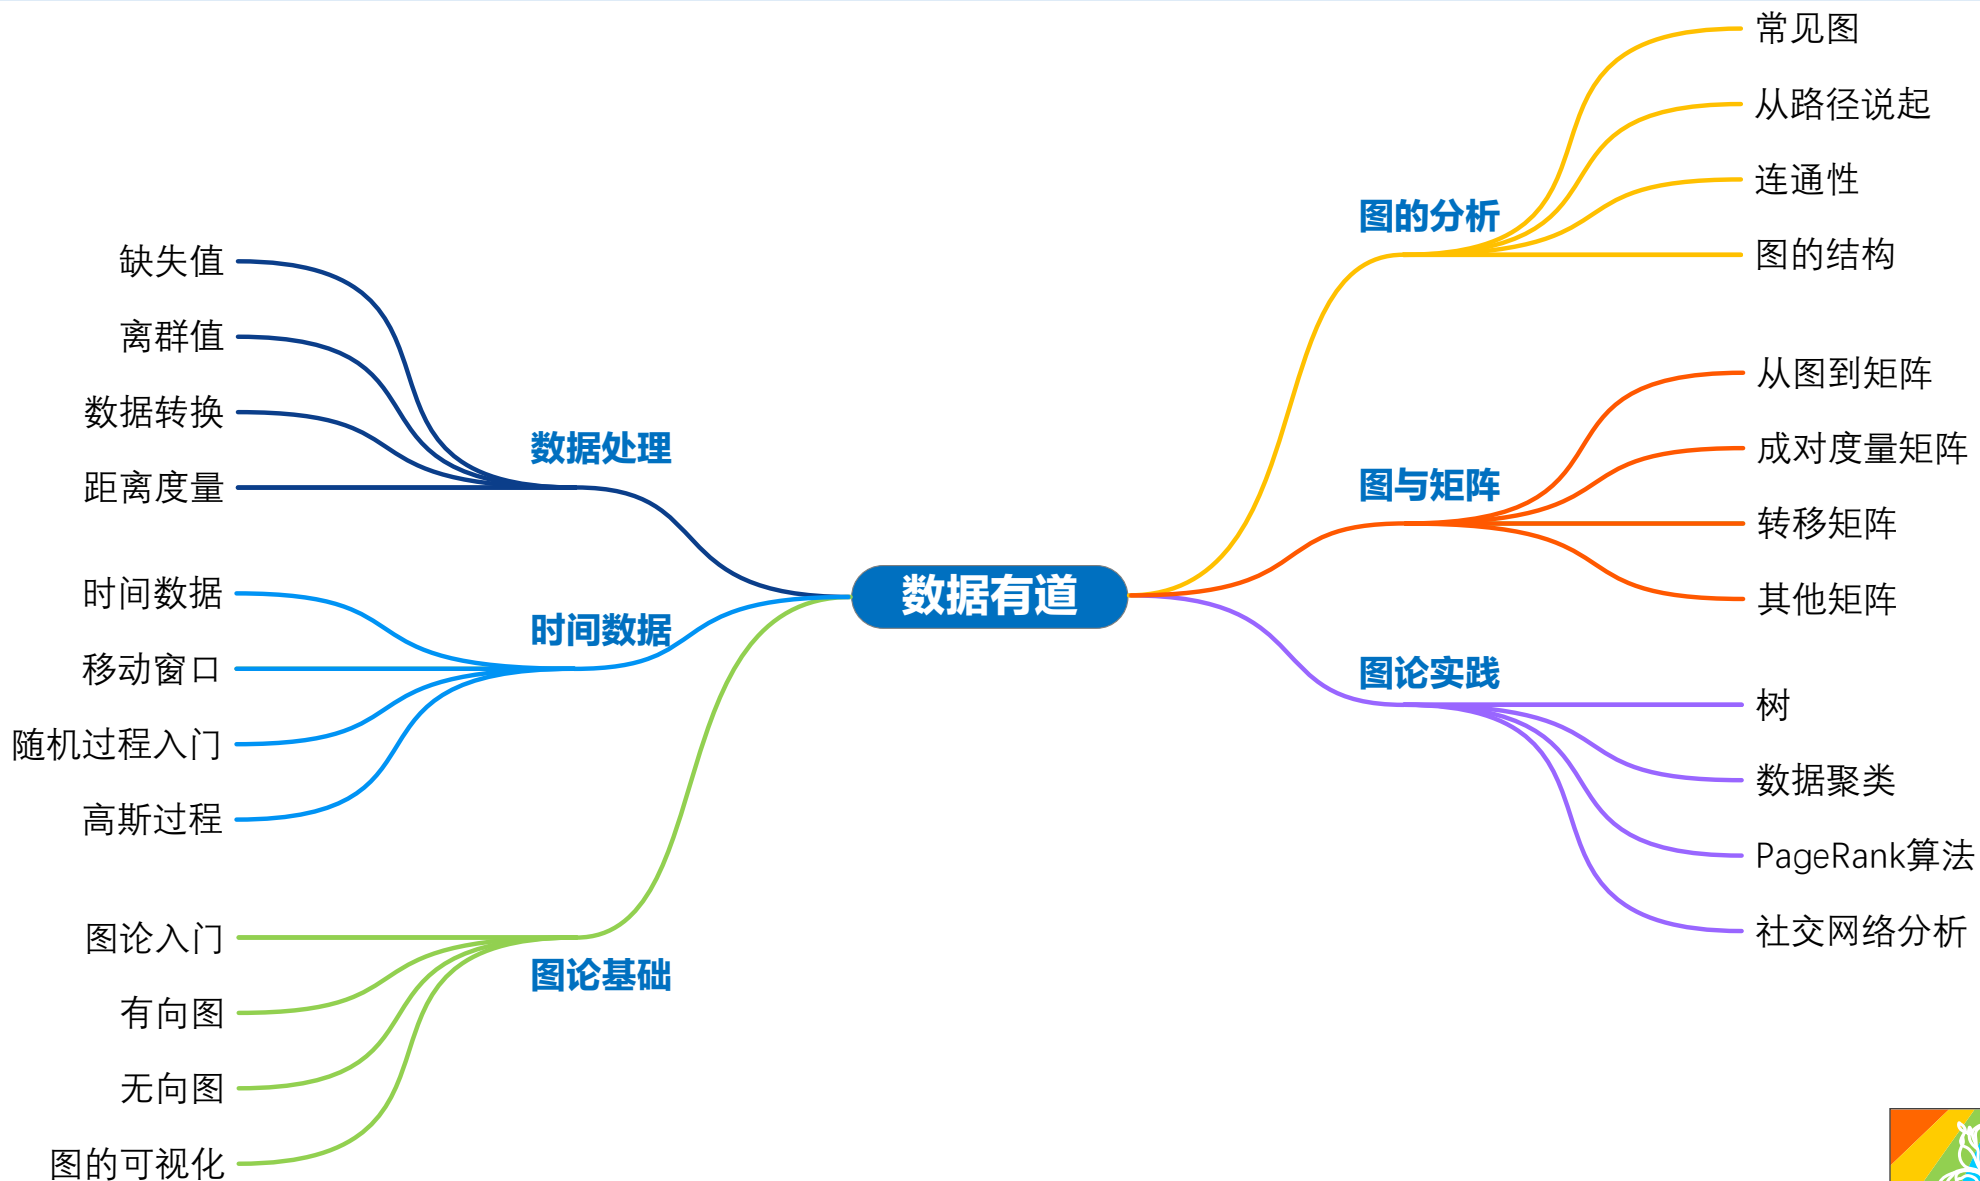 数据有道
数据处理
缺失值
离群值
数据转换
距离度量
时间数据
时间数据
移动窗口
随机过程入门
高斯过程
图论基础
图论入门
有向图
无向图
图的可视化
图的分析
常见图
从路径说起
连通性
图的结构
图与矩阵
从图到矩阵
成对度量矩阵
转移矩阵
其他矩阵
图论实践
树
数据聚类
PageRank算法
社交网络分析